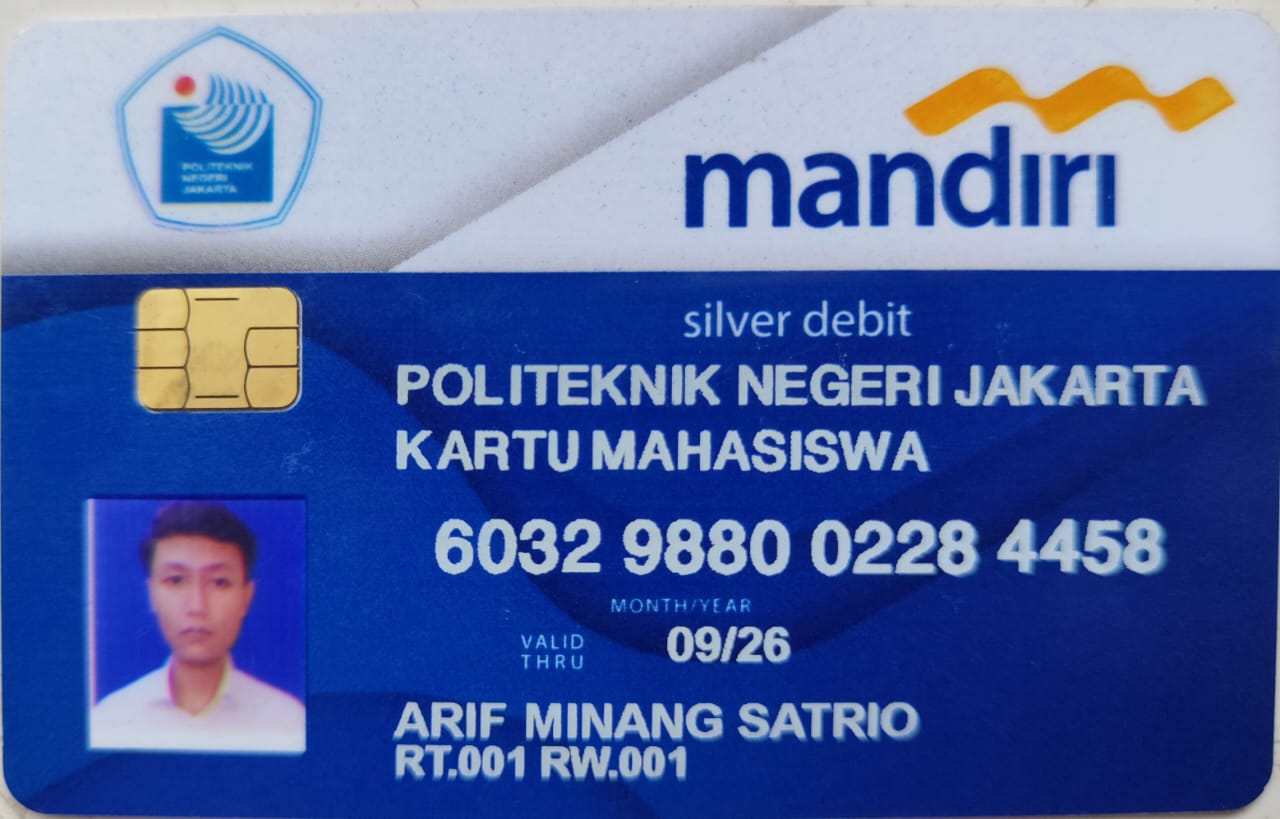 POLITEKNIK
NEGERI
JAKARTA
mandırı
silver debit
POLITEKNIK NEGERI JAKARTA
KARTU MAHASISWA
6032 9880 0228 4458
MONTH/YEAR
VALID
THRU
09/26
ARIF MINANG SATRIO
RT.001 RW.001